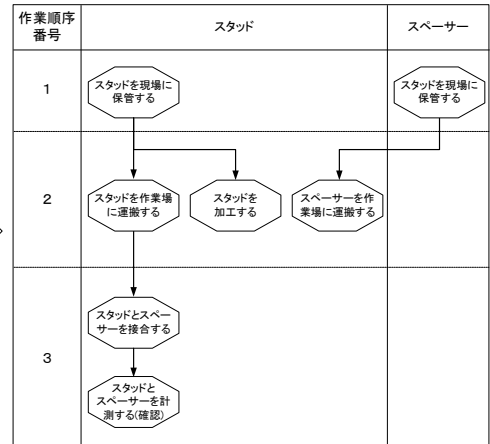 作業順序
番号
スタッド
スペーサー
1
スタッドを現場に
保管する
スタッドを現場に
保管する
2
スタッドを作業場
に運搬する
スタッドを
加工する
スペーサーを作
業場に運搬する
3
スタッドとスペー
サーを接合する
スタッドと
スペーサーを計
測する(確認)